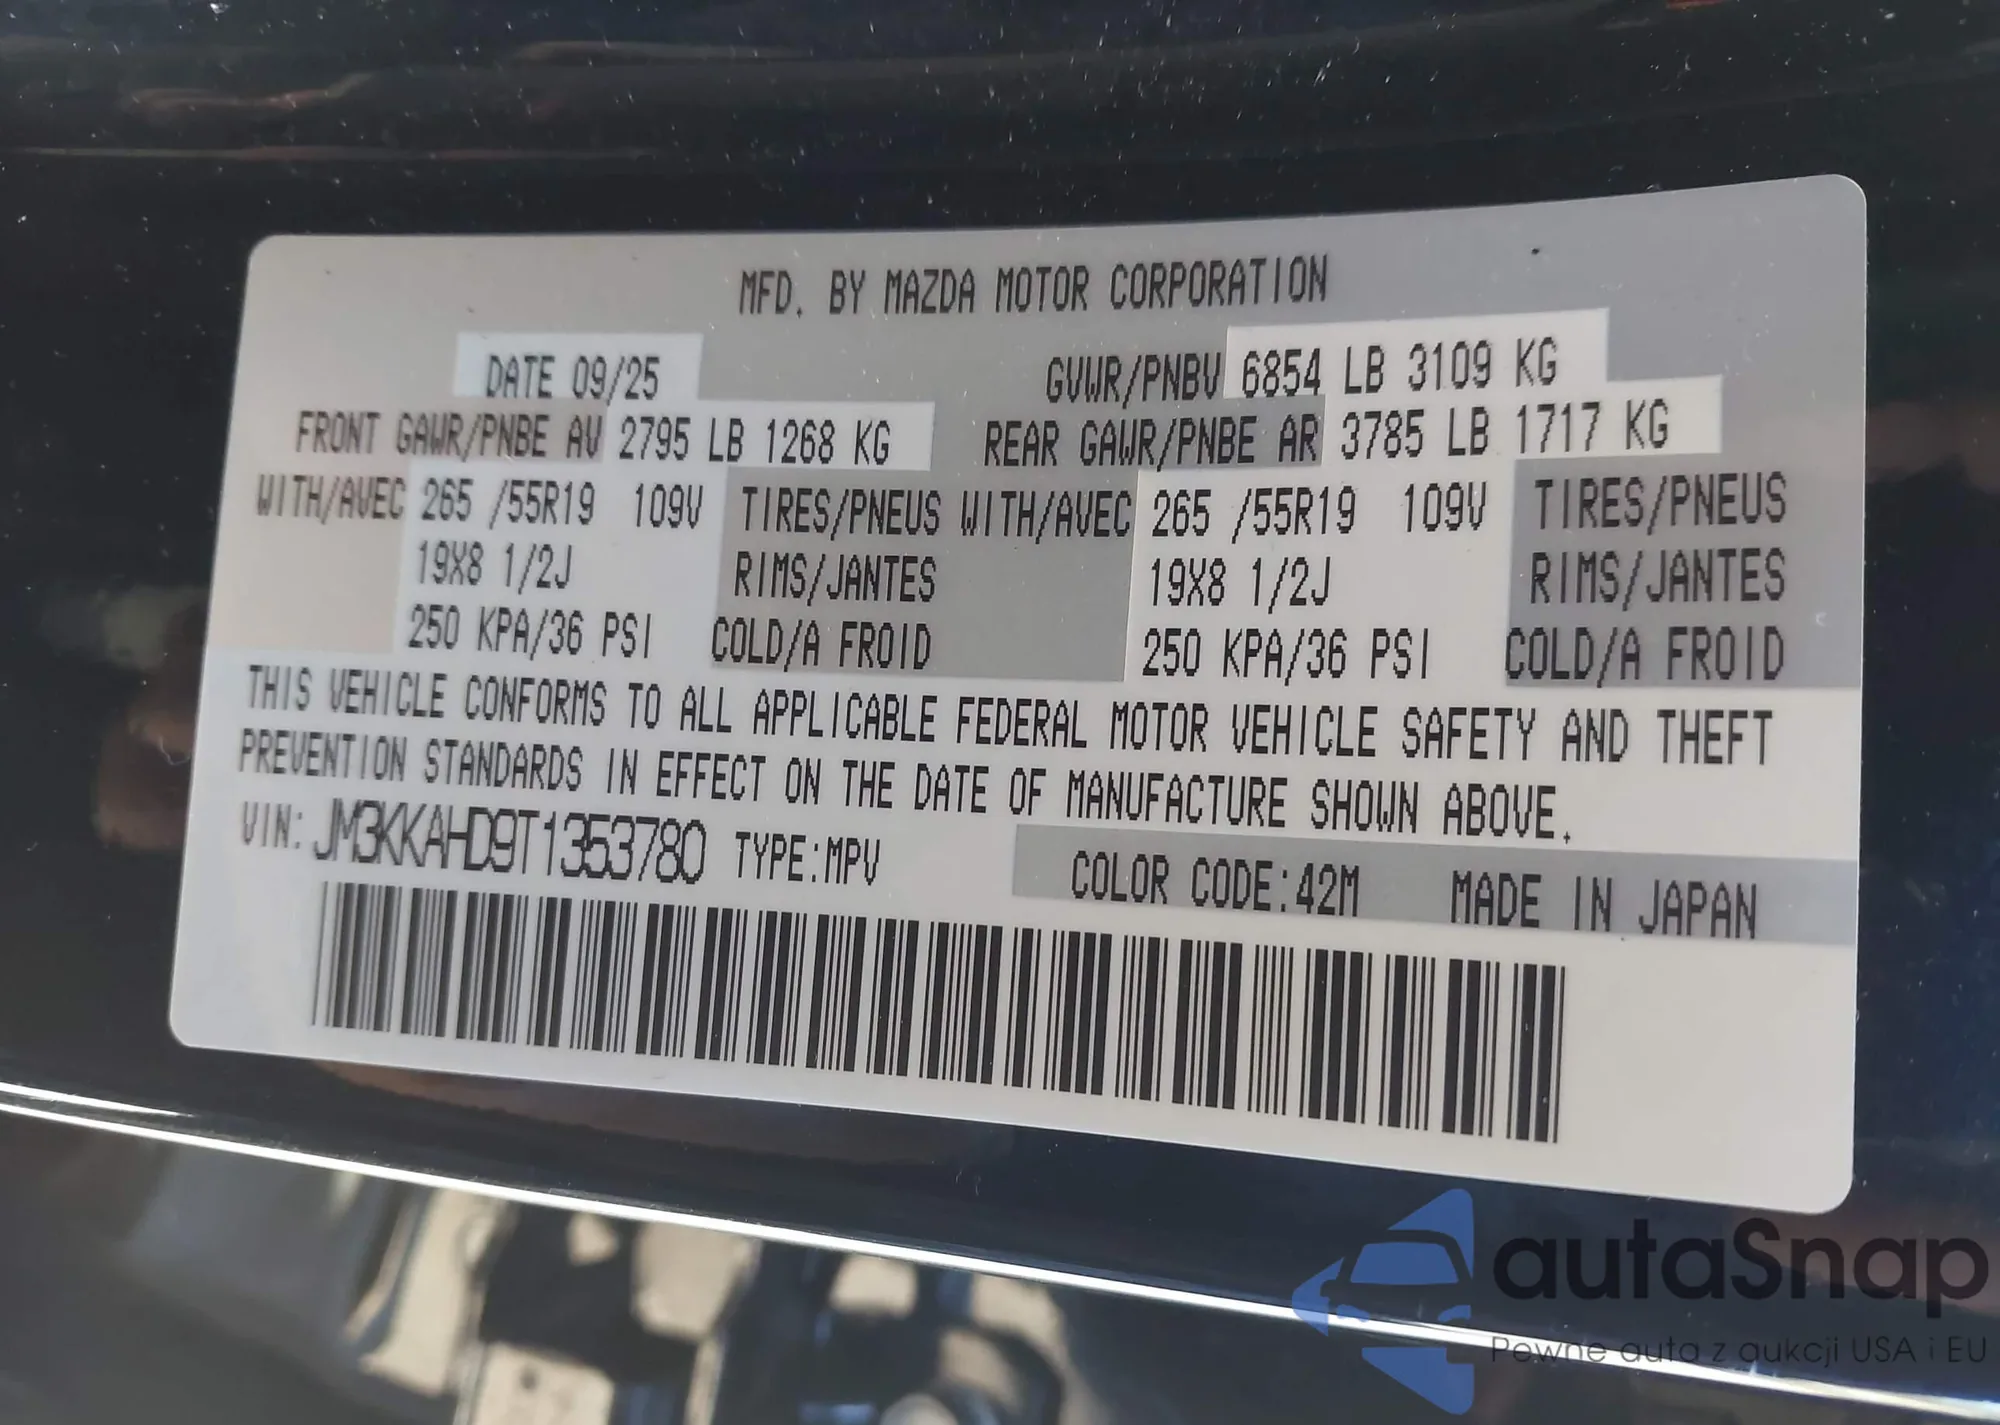 MFD. BY MAZDA MOTOR CORPORATION
DATE 09/25 GVWR/PNBV 6854 LB 3109 KG
FRONT GAWR/PNBE AV 2795 LB 1268 KG REAR GAWR/PNBE AR 3785 LB 1717 KG
WITH/AVEC 265 /55R19 109V TIRES/PNEUS WITH/AVEC 265 /55R19 109V TIRES/PNEUS
19X8 1/2J RIMS/JANTES 19X8 1/2J RIMS/JANTES
250 KPA/36 PSI COLD/A FROID 250 KPA/36 PSI COLD/A FROID
THIS VEHICLE CONFORMS TO ALL APPLICABLE FEDERAL MOTOR VEHICLE SAFETY AND THEFT
PREVENTION STANDARDS IN EFFECT ON THE DATE OF MANUFACTURE SHOWN ABOVE.
VIN: JM3KKAHD9T1353780 TYPE:MPV COLOR CODE:42M MADE IN JAPAN
autaSnap
Pewne auta z aukcji USA i EU